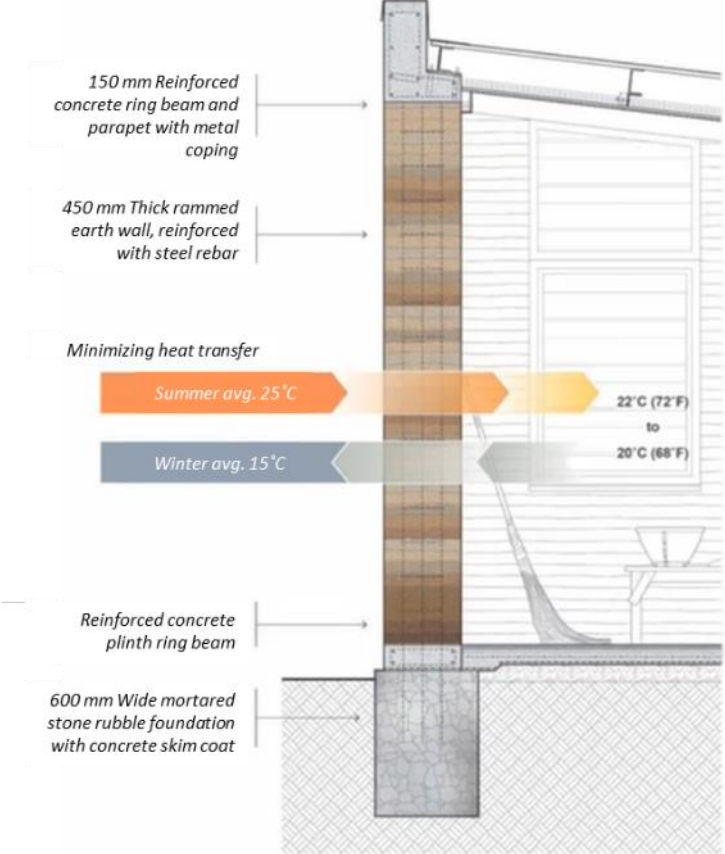 150 mm Reinforced
concrete ring beam and
parapet with metal
coping
450 mm Thick rammed
earth wall, reinforced
with steel rebar
Minimizing heat transfer
Summer avg. 25˚C
22˚C (72˚F)
to
20˚C (68˚F)
Winter avg. 15˚C
Reinforced concrete
plinth ring beam
600 mm Wide mortared
stone rubble foundation
with concrete skim coat